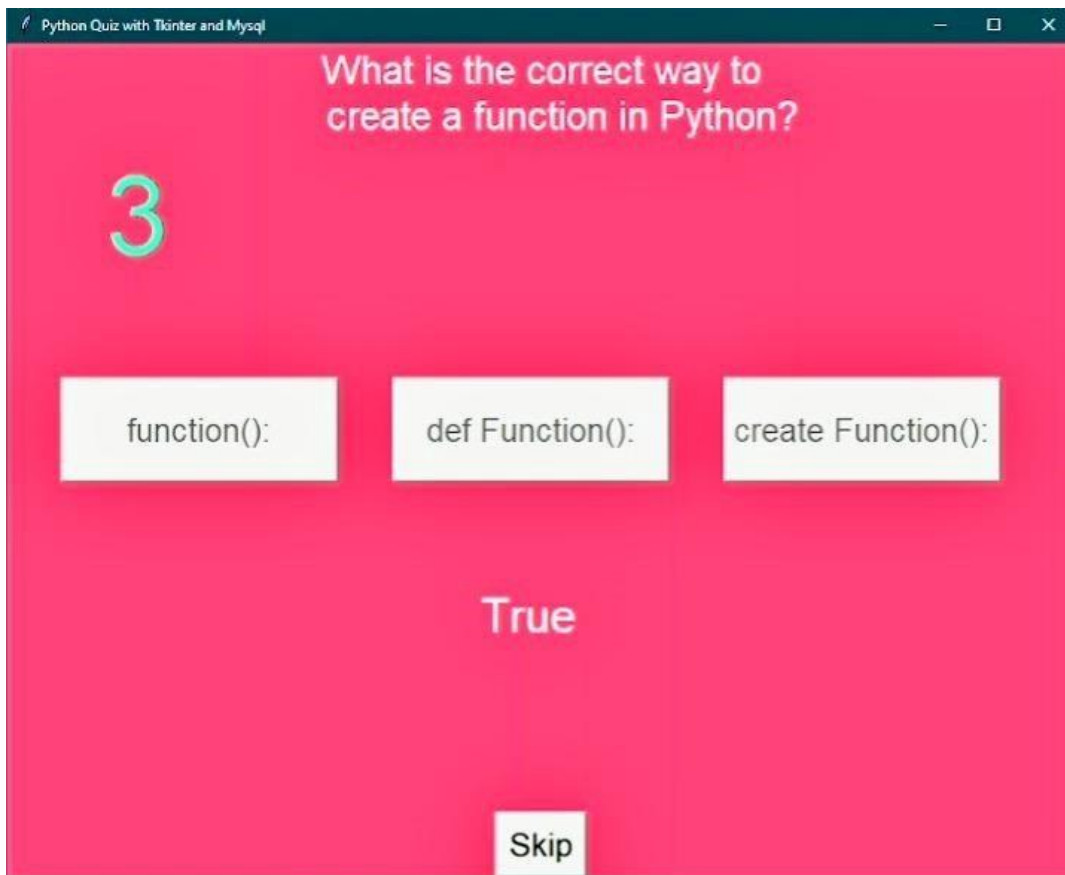 Python Quiz with Tkinter and Mysql
What is the correct way to
create a function in Python?
3
function():
def Function():
create Function():
True
Skip